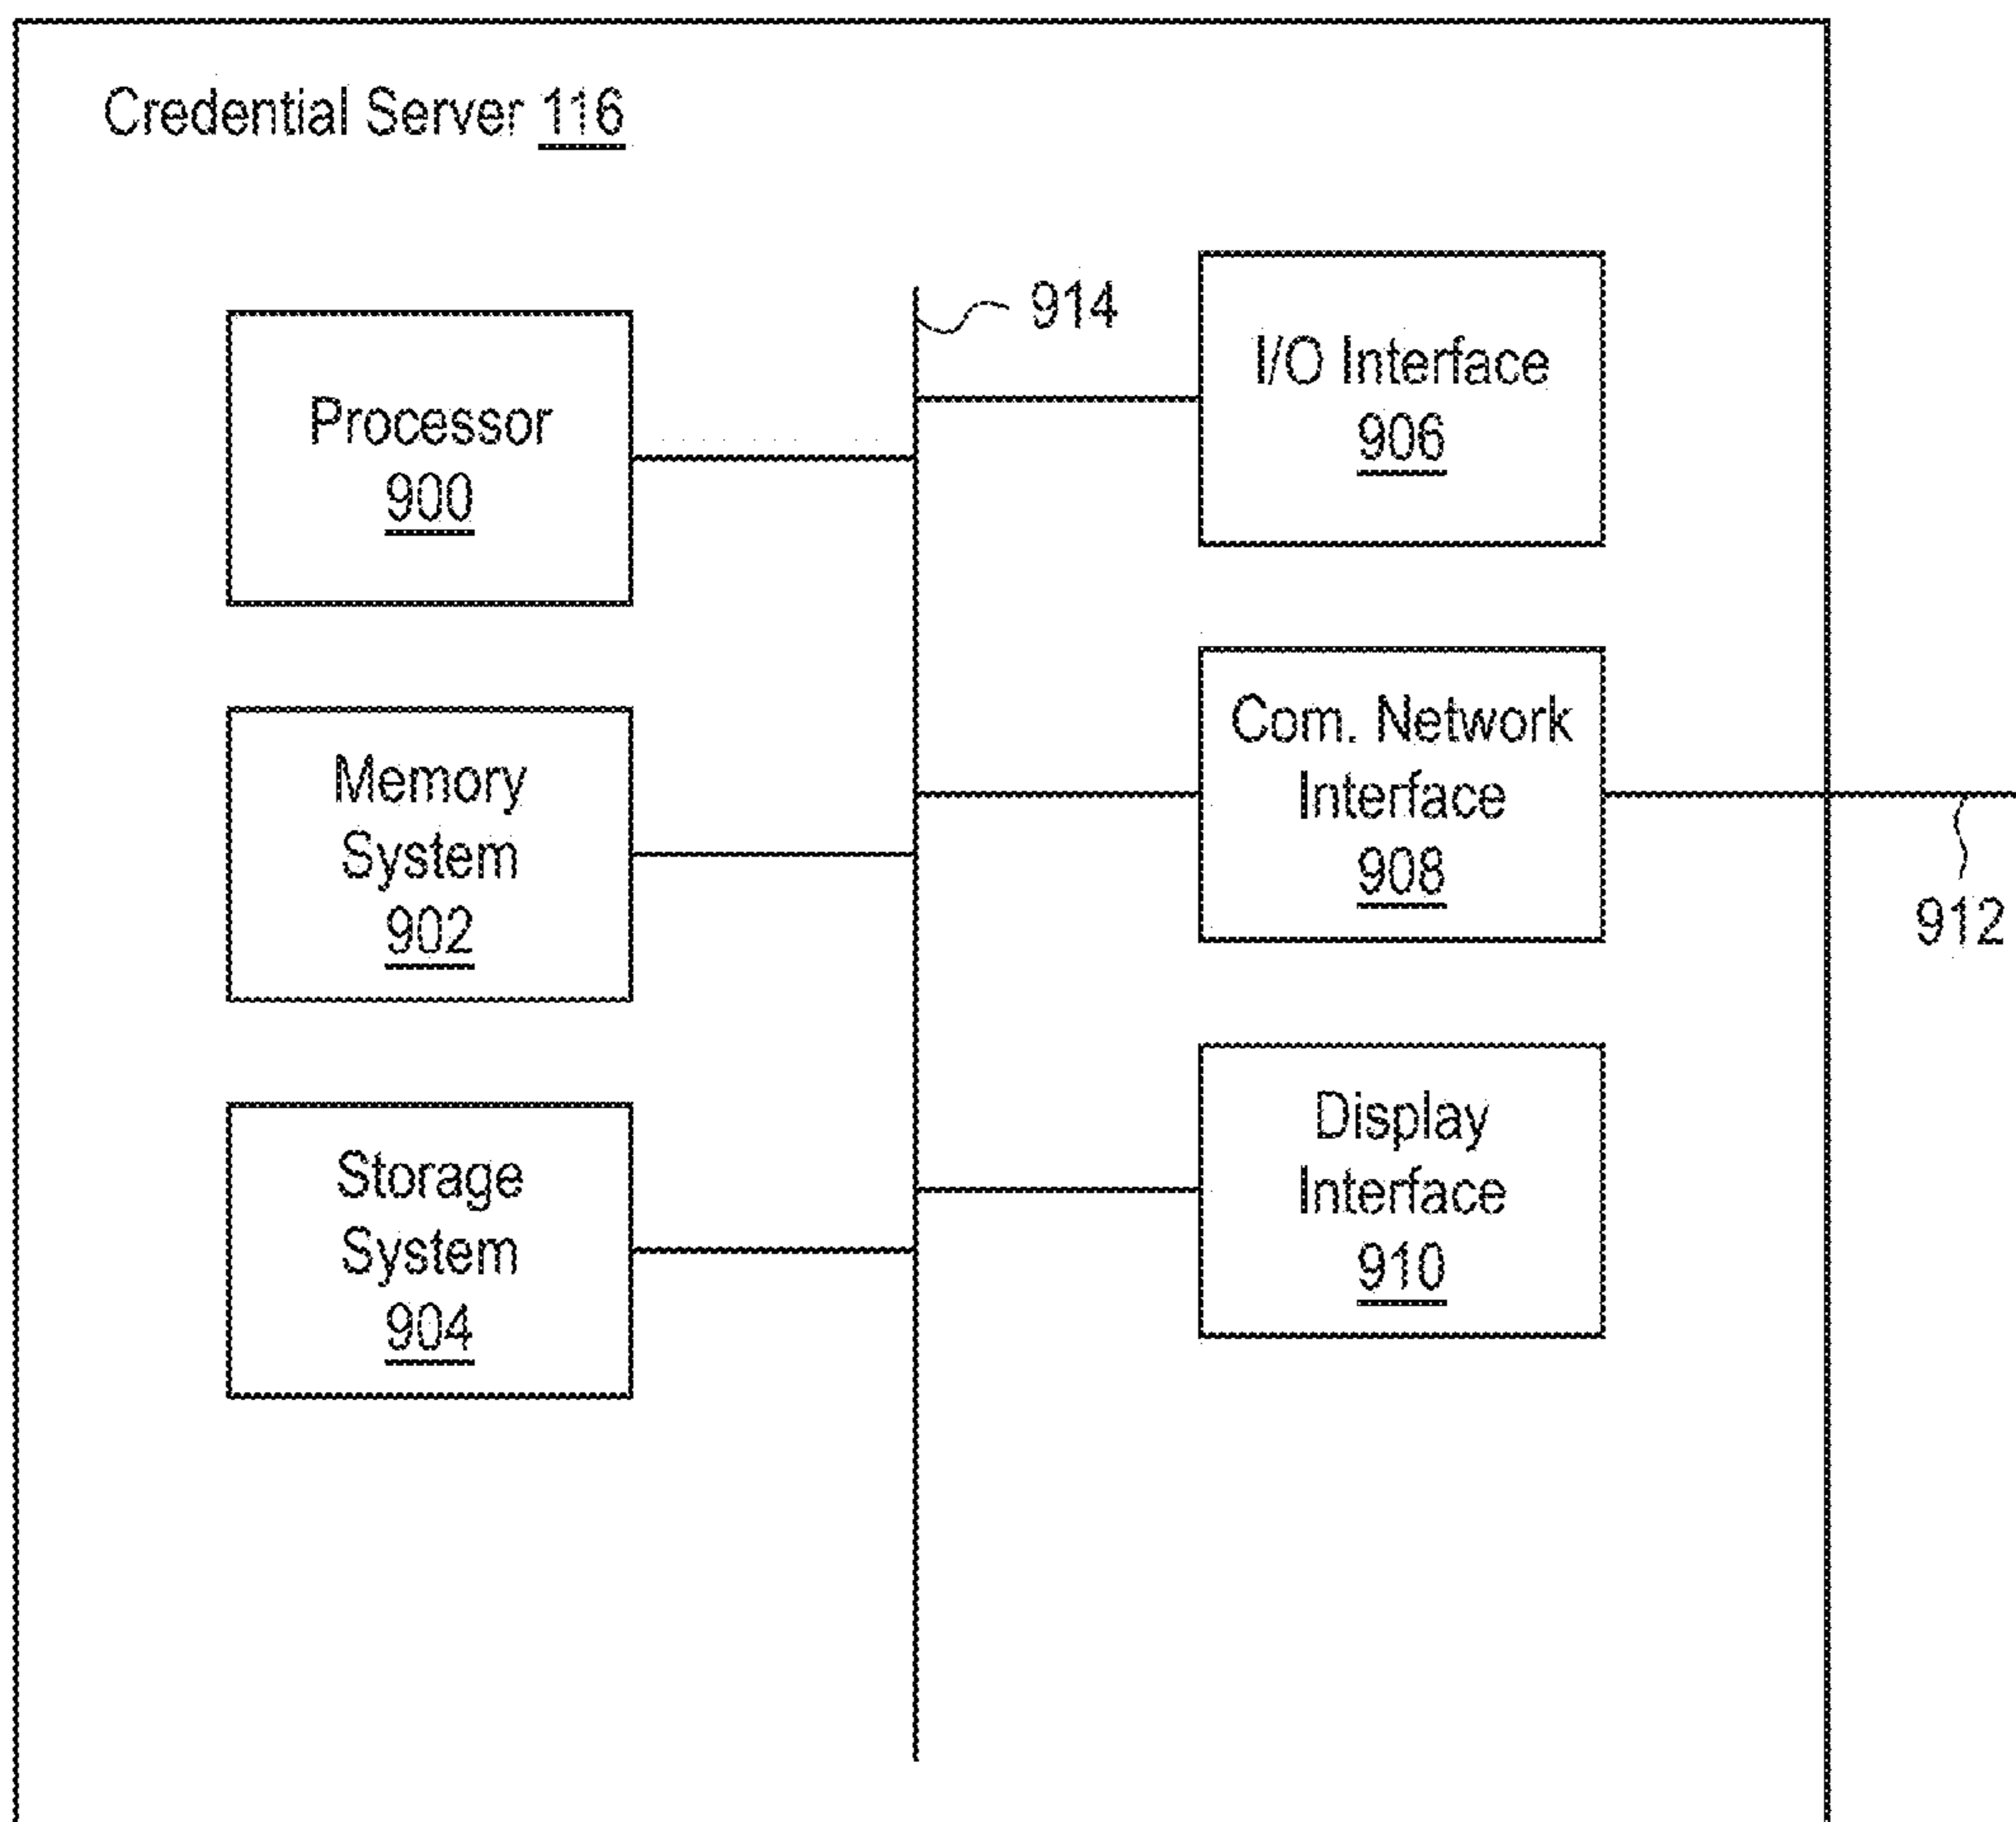 Credential Server 116
Processor
900
Memory
System
902
Storage
System
904
914
I/O Interface
906
Com. Network
Interface
908
Display
Interface
910
912